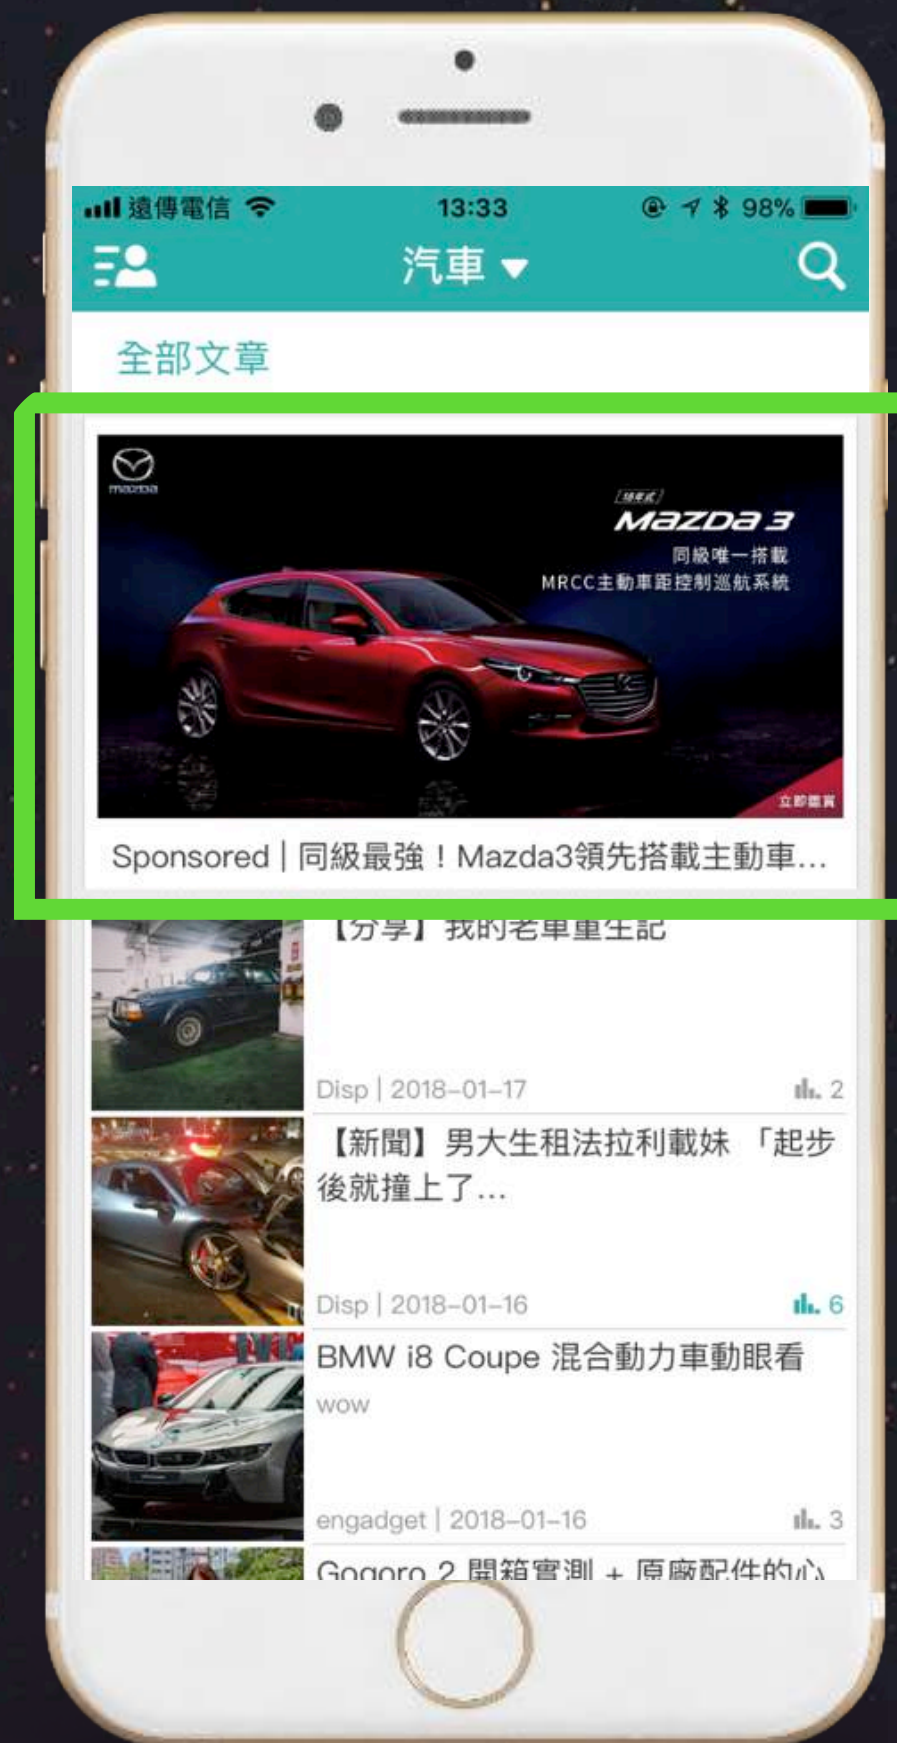 遠傳電信 13:33 98%
汽車
全部文章
mazda
18年式
mazda 3
同級唯一搭載
MRCC主動車距控制巡航系統
立即鑑賞
Sponsored | 同級最強！Mazda3領先搭載主動車...
【分享】我的老車重生記
Disp | 2018-01-17 2
【新聞】男大生租法拉利載妹 「起步
後就撞上了...
Disp | 2018-01-16 6
BMW i8 Coupe 混合動力車動眼看
wow
engadget | 2018-01-16 3
Gogoro 2 開箱實測 + 原廠配件的心